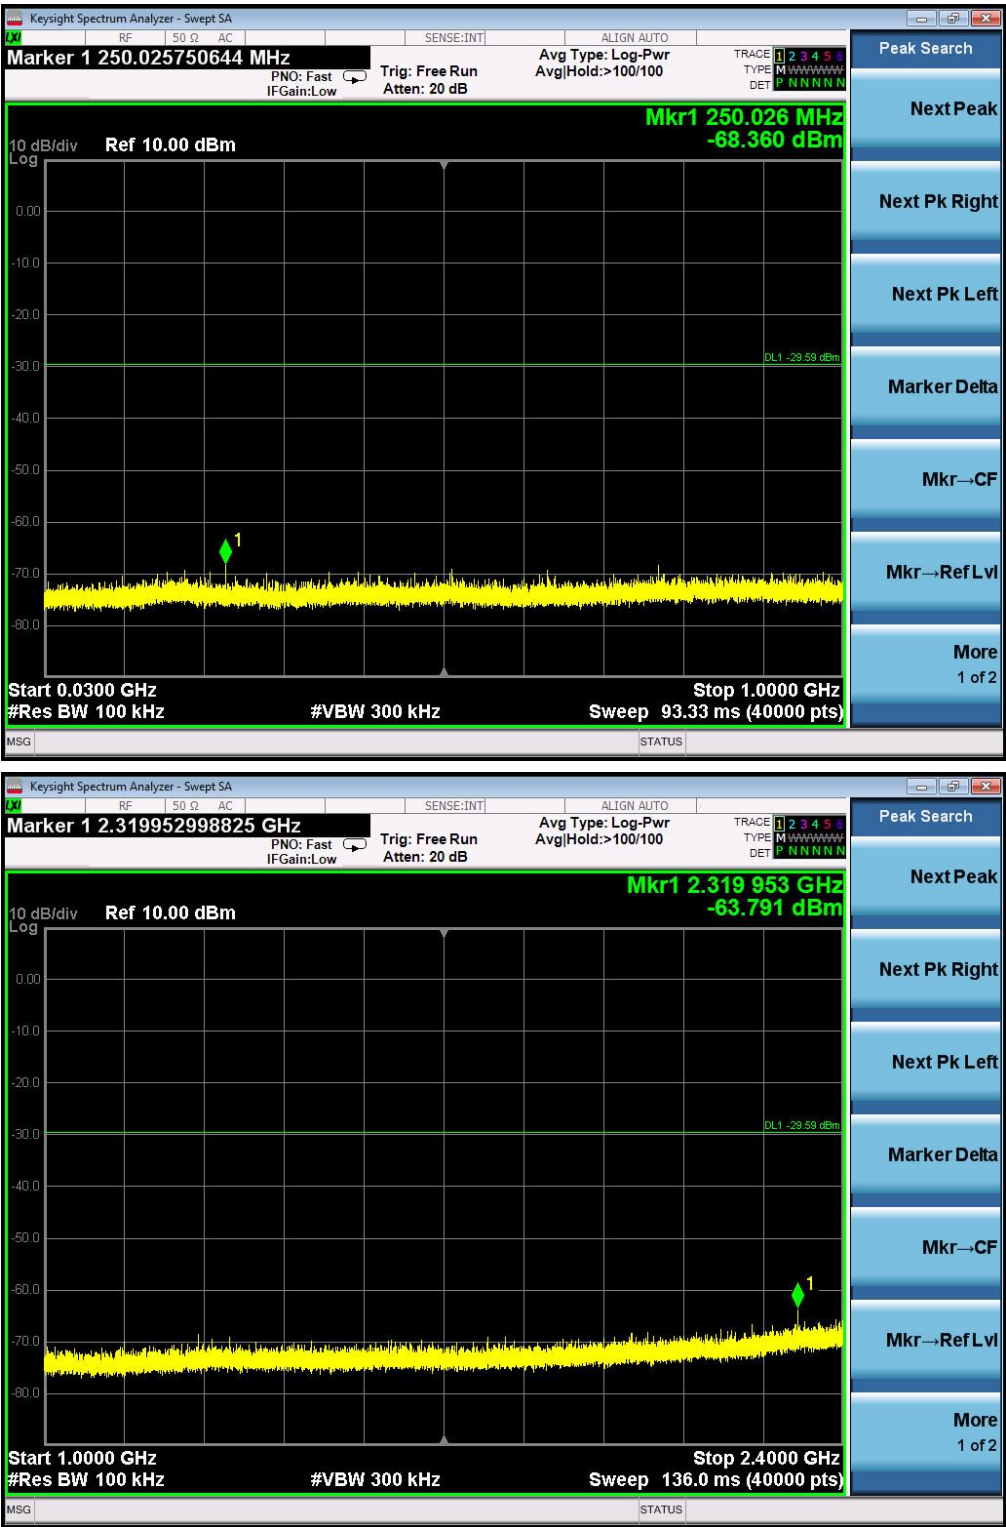 Keysight Spectrum Analyzer - Swept SA
LXI RF 50 Ω AC SENSE:INT ALIGN AUTO
Marker 1 250.025750644 MHz
PNO: Fast
IFGain:Low
Trig: Free Run
Atten: 20 dB
Avg Type: Log-Pwr
Avg|Hold:>100/100
TRACE 1 2 3 4 5 6
TYPE M WWWWW
DET P N N N N N
Mkr1 250.026 MHz
-68.360 dBm
10 dB/div Ref 10.00 dBm
Log
0.00
-10.0
-20.0
-30.0
DL1 -29.59 dBm
-40.0
-50.0
-60.0
1
-70.0
-80.0
Start 0.0300 GHz Stop 1.0000 GHz
#Res BW 100 kHz #VBW 300 kHz Sweep 93.33 ms (40000 pts)
MSG STATUS
Peak Search
Next Peak
Next Pk Right
Next Pk Left
Marker Delta
Mkr→CF
Mkr→Ref Lvl
More
1 of 2
Keysight Spectrum Analyzer - Swept SA
LXI RF 50 Ω AC SENSE:INT ALIGN AUTO
Marker 1 2.319952998825 GHz
PNO: Fast
IFGain:Low
Trig: Free Run
Atten: 20 dB
Avg Type: Log-Pwr
Avg|Hold:>100/100
TRACE 1 2 3 4 5 6
TYPE M WWWWW
DET P N N N N N
Mkr1 2.319 953 GHz
-63.791 dBm
10 dB/div Ref 10.00 dBm
Log
0.00
-10.0
-20.0
-30.0
DL1 -29.59 dBm
-40.0
-50.0
-60.0
1
-70.0
-80.0
Start 1.0000 GHz Stop 2.4000 GHz
#Res BW 100 kHz #VBW 300 kHz Sweep 136.0 ms (40000 pts)
MSG STATUS
Peak Search
Next Peak
Next Pk Right
Next Pk Left
Marker Delta
Mkr→CF
Mkr→Ref Lvl
More
1 of 2